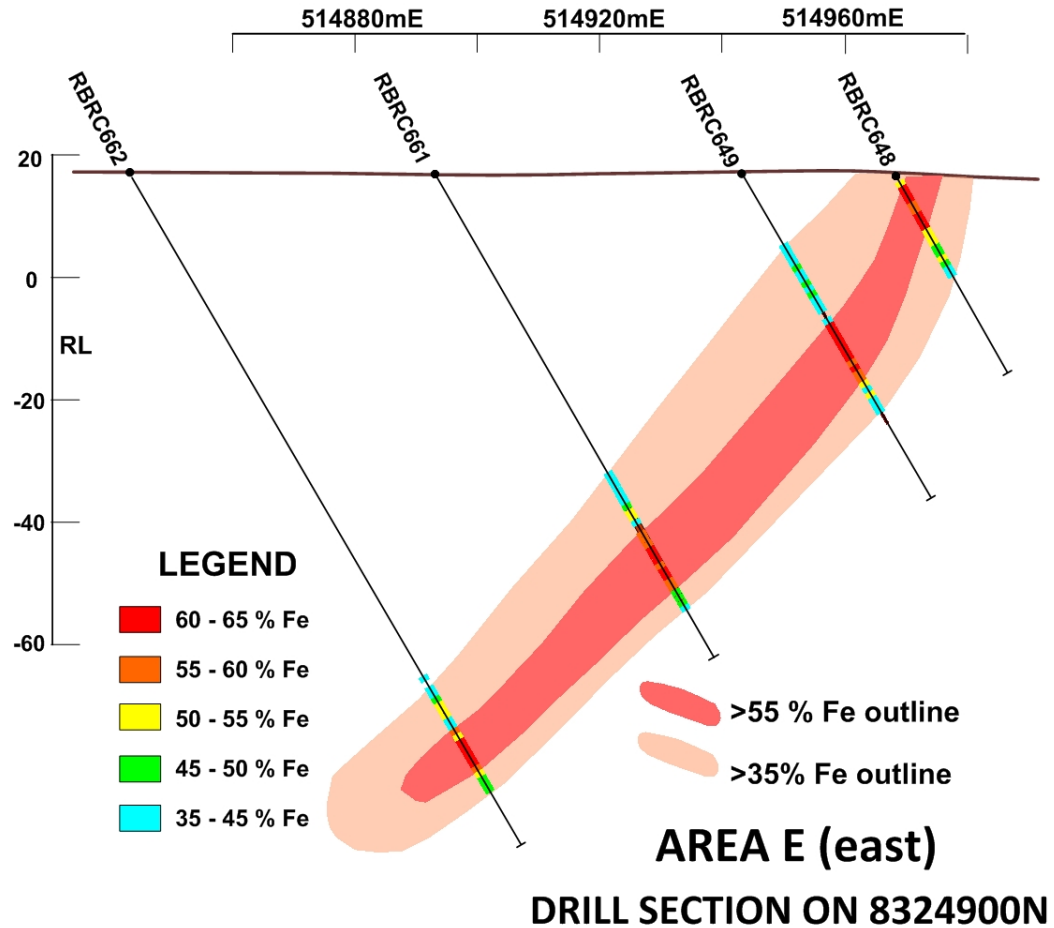 514880mE 514920mE 514960mE
RBRC662
RBRC661
RBRC649
RBRC648
20
0
RL
-20
-40
-60
LEGEND
60 - 65 % Fe
55 - 60 % Fe
50 - 55% Fe
45 - 50 % Fe
35 - 45 % Fe
>55 % Fe outline
>35% Fe outline
AREA E (east)
DRILL SECTION ON 8324900N